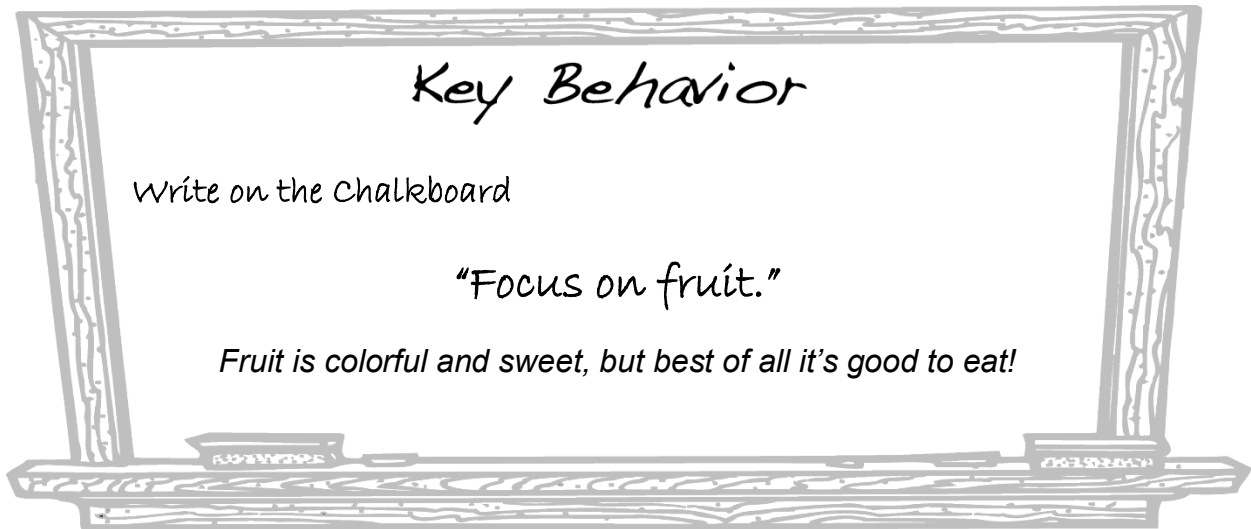 Key Behavior
Write on the Chalkboard
“Focus on fruit.”
Fruit is colorful and sweet, but best of all it’s good to eat!